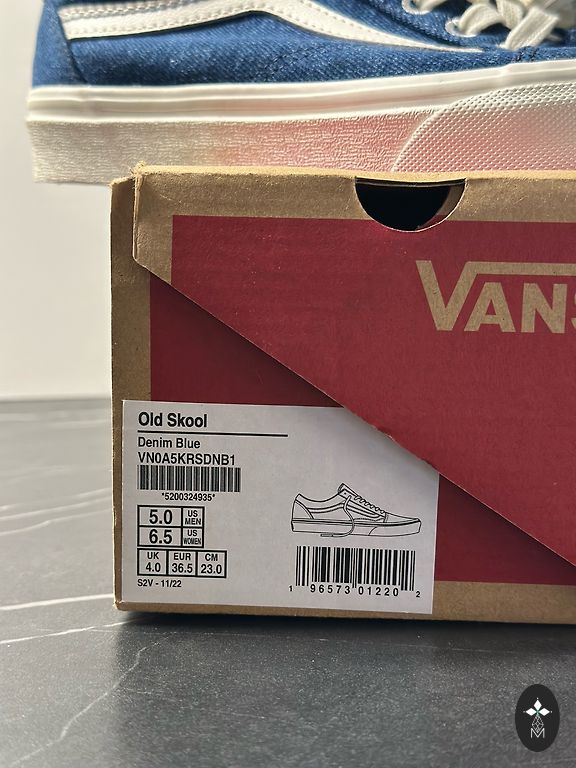 VANS
Old Skool
Denim Blue
VN0A5KRSDNB1
*5200324935*
5.0 US MEN
6.5 US WOMEN
UK EUR CM
4.0 36.5 23.0
S2V - 11/22
1 96573 01220 2
M